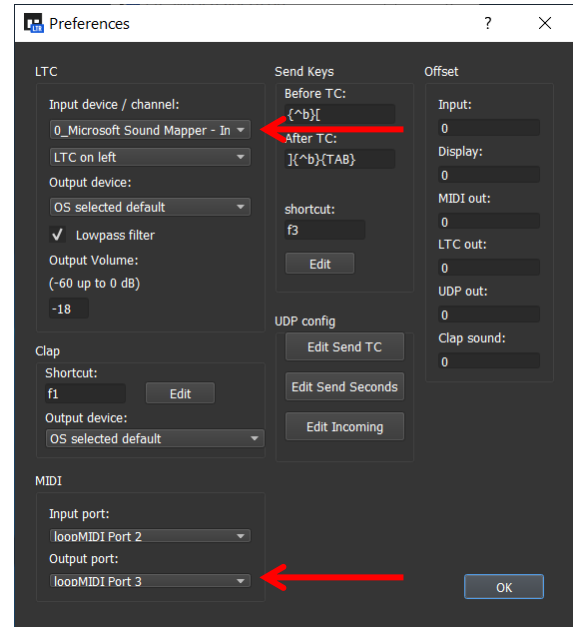 LTR
Preferences
?
LTC
Input device / channel:
0_Microsoft Sound Mapper - In
LTC on left
Output device:
OS selected default
Lowpass filter
Output Volume:
(-60 up to 0 dB)
-18
Clap
Shortcut:
f1
Edit
Output device:
OS selected default
MIDI
Input port:
loopMIDI Port 2
Output port:
loopMIDI Port 3
Send Keys
Before TC:
{^b}[
After TC:
]{^b}{TAB}
shortcut:
f3
Edit
UDP config
Edit Send TC
Edit Send Seconds
Edit Incoming
Offset
Input:
0
Display:
0
MIDI out:
0
LTC out:
0
UDP out:
0
Clap sound:
0
OK